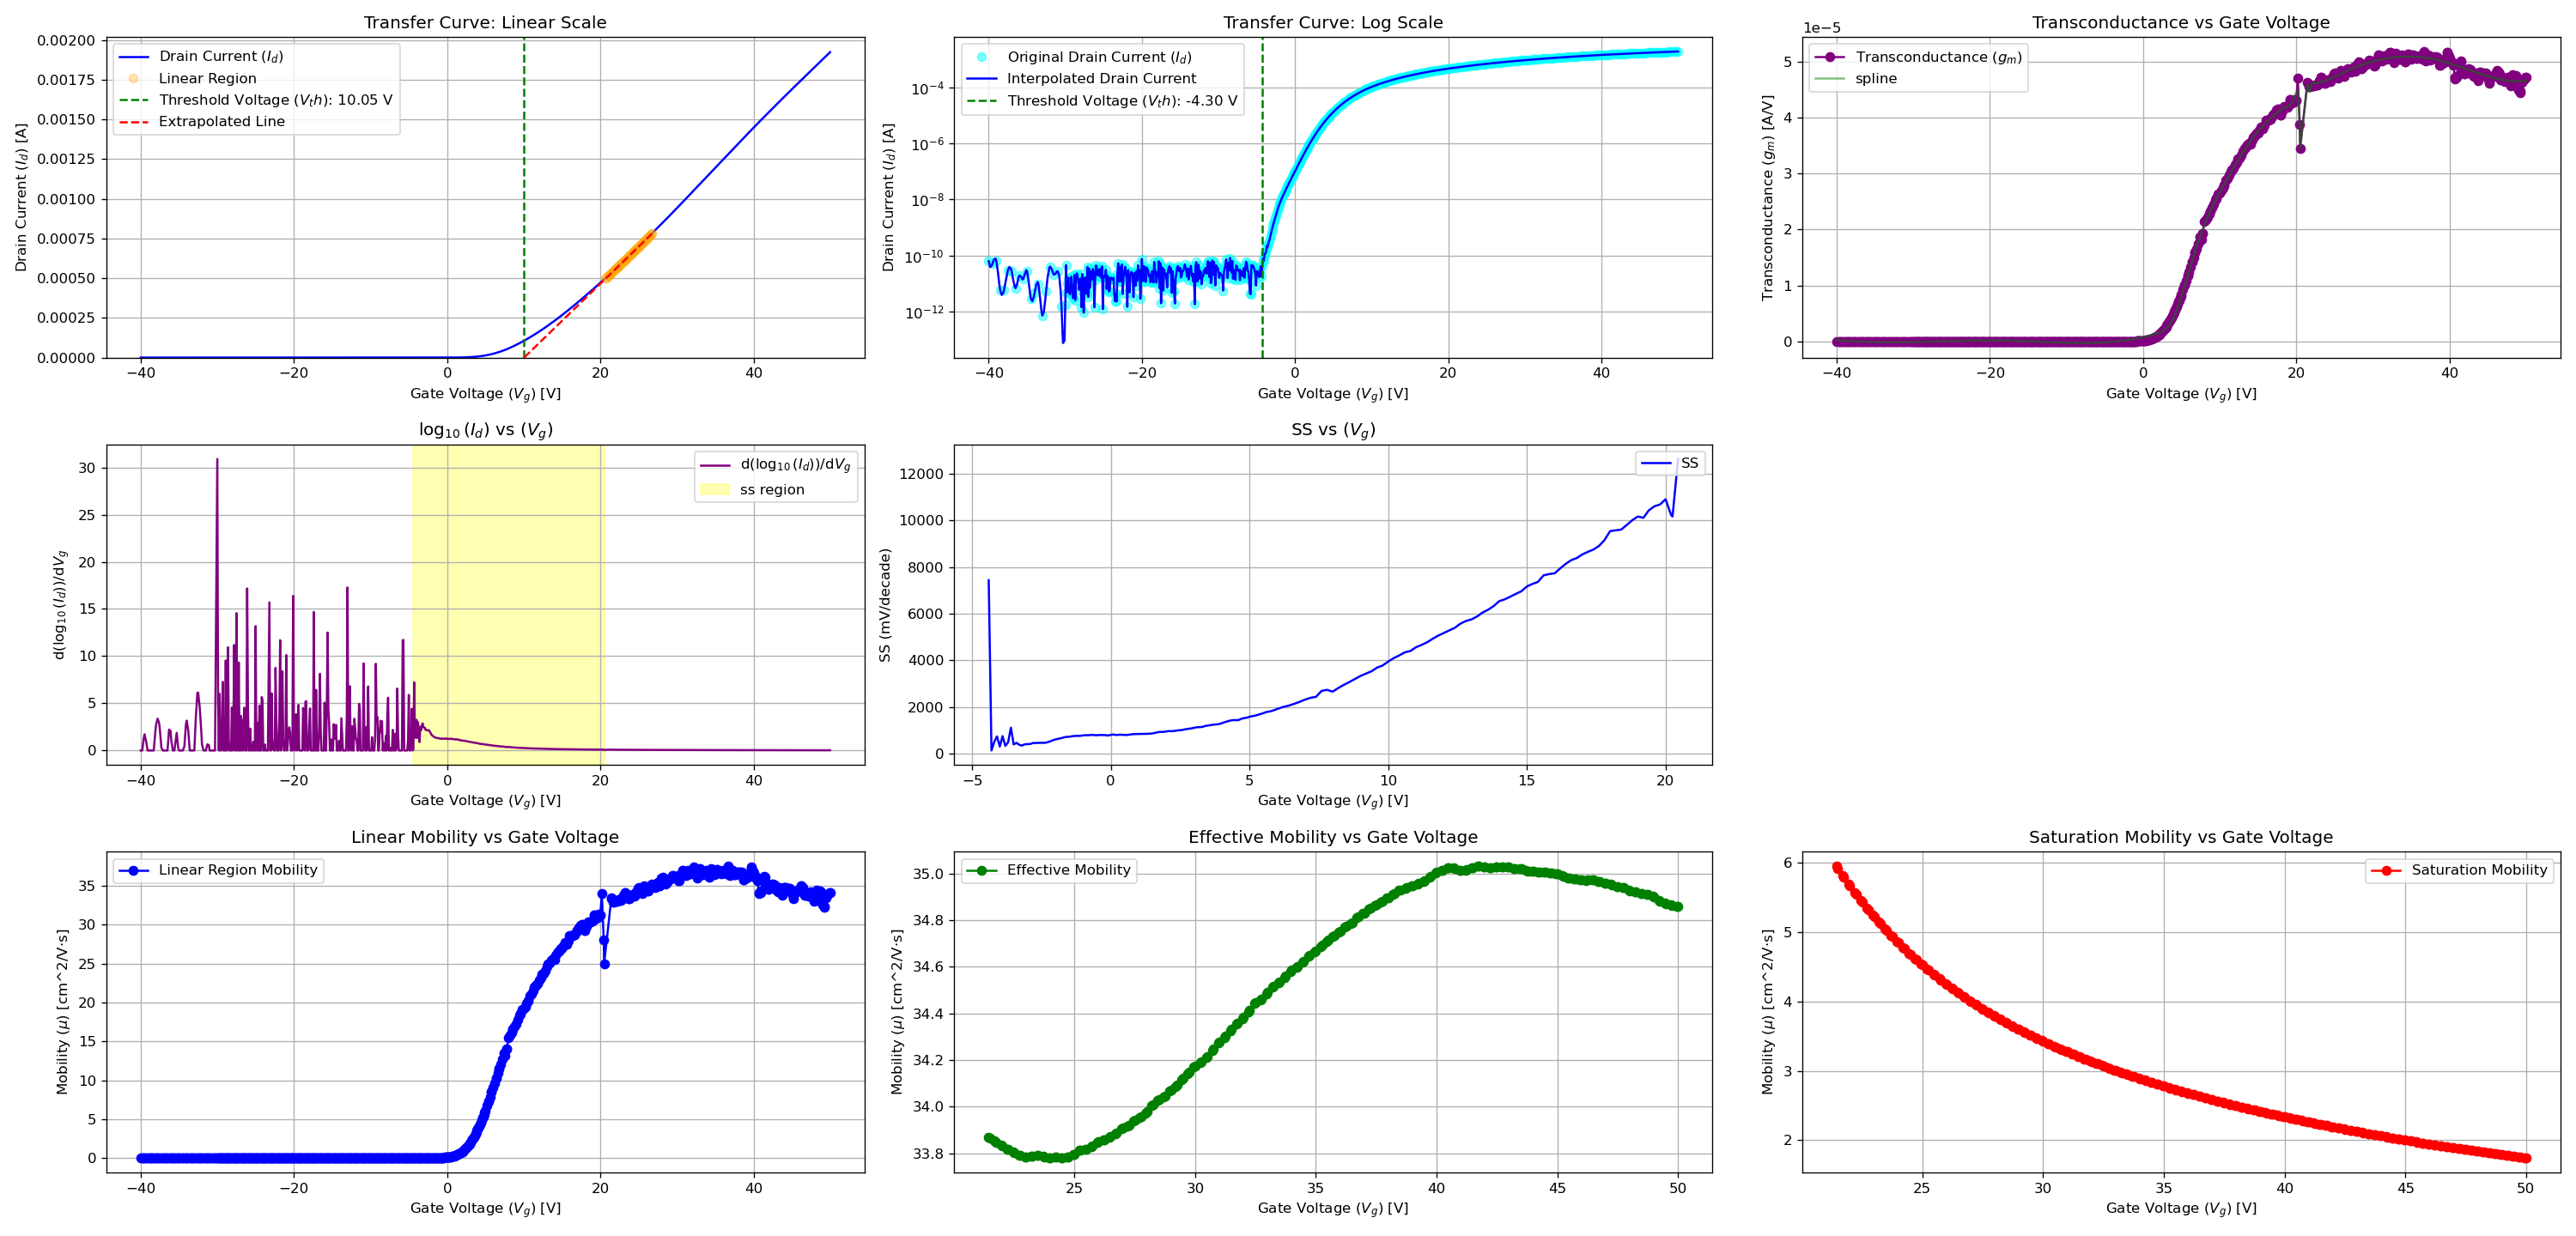 Transfer Curve: Linear Scale
Drain Current (I_d) [A]
0.00200
0.00175
0.00150
0.00125
0.00100
0.00075
0.00050
0.00025
0.00000
Drain Current (I_d)
Linear Region
Threshold Voltage (V_th): 10.05 V
Extrapolated Line
−40 −20 0 20 40
Gate Voltage (V_g) [V]
Transfer Curve: Log Scale
Drain Current (I_d) [A]
10^−4
10^−6
10^−8
10^−10
10^−12
Original Drain Current (I_d)
Interpolated Drain Current
Threshold Voltage (V_th): -4.30 V
−40 −20 0 20 40
Gate Voltage (V_g) [V]
Transconductance vs Gate Voltage
1e−5
Transconductance (g_m) [A/V]
5
4
3
2
1
0
Transconductance (g_m)
spline
−40 −20 0 20 40
Gate Voltage (V_g) [V]
log_10 (I_d) vs (V_g)
d(log_10 (I_d))/dV_g
30
25
20
15
10
5
0
d(log_10 (I_d))/dV_g
ss region
−40 −20 0 20 40
Gate Voltage (V_g) [V]
SS vs (V_g)
SS (mV/decade)
12000
10000
8000
6000
4000
2000
0
SS
−5 0 5 10 15 20
Gate Voltage (V_g) [V]
Linear Mobility vs Gate Voltage
Mobility (μ) [cm^2/V·s]
35
30
25
20
15
10
5
0
Linear Region Mobility
−40 −20 0 20 40
Gate Voltage (V_g) [V]
Effective Mobility vs Gate Voltage
Mobility (μ) [cm^2/V·s]
35.0
34.8
34.6
34.4
34.2
34.0
33.8
Effective Mobility
25 30 35 40 45 50
Gate Voltage (V_g) [V]
Saturation Mobility vs Gate Voltage
Mobility (μ) [cm^2/V·s]
6
5
4
3
2
Saturation Mobility
25 30 35 40 45 50
Gate Voltage (V_g) [V]